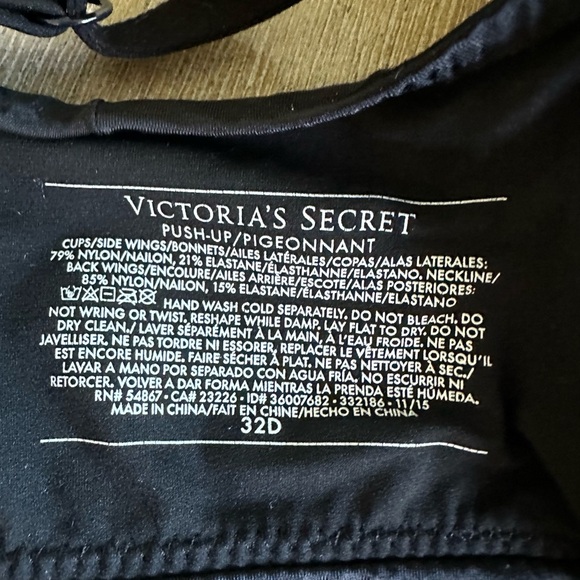 VICTORIA'S SECRET
PUSH-UP/PIGEONNANT
CUPS/SIDE WINGS/BONNETS/AILES LATÉRALES/COPAS/ALAS LATERALES:
79% NYLON/NAILON, 21% ELASTANE/ÉLASTHANNE/ELASTANO. NECKLINE/
BACK WINGS/ENCOLURE/AILES ARRIÈRE/ESCOTE/ALAS POSTERIORES:
85% NYLON/NAILON, 15% ELASTANE/ÉLASTHANNE/ELASTANO
HAND WASH COLD SEPARATELY. DO NOT BLEACH. DO
NOT WRING OR TWIST. RESHAPE WHILE DAMP. LAY FLAT TO DRY. DO NOT
DRY CLEAN./ LAVER SÉPARÉMENT À LA MAIN, À L'EAU FROIDE. NE PAS
JAVELLISER. NE PAS TORDRE NI ESSORER. REPLACER LE VÊTEMENT LORSQU'IL
EST ENCORE HUMIDE. FAIRE SÉCHER À PLAT. NE PAS NETTOYER À SEC./
LAVAR A MANO POR SEPARADO CON AGUA FRÍA. NO ESCURRIR NI
RETORCER. VOLVER A DAR FORMA MIENTRAS LA PRENDA ESTÉ HÚMEDA.
RN# 54867 • CA# 23226 • ID# 36007682 • 332186 • 11/15
MADE IN CHINA/FAIT EN CHINE/HECHO EN CHINA
32D